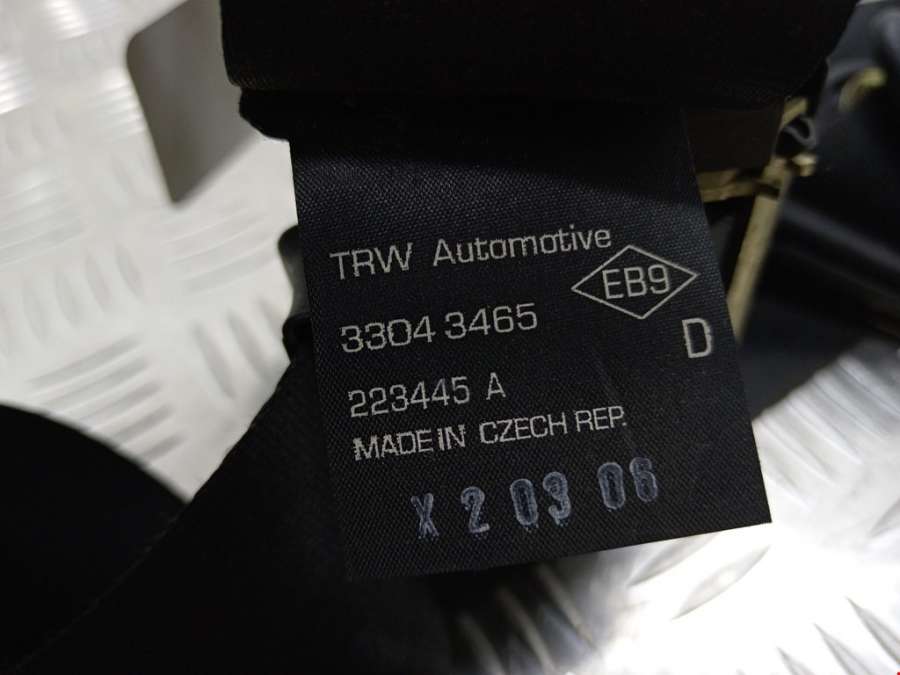 TRW Automotive
EB9
3304 3465
D
223445 A
MADE IN CZECH REP.
X 2 03 06